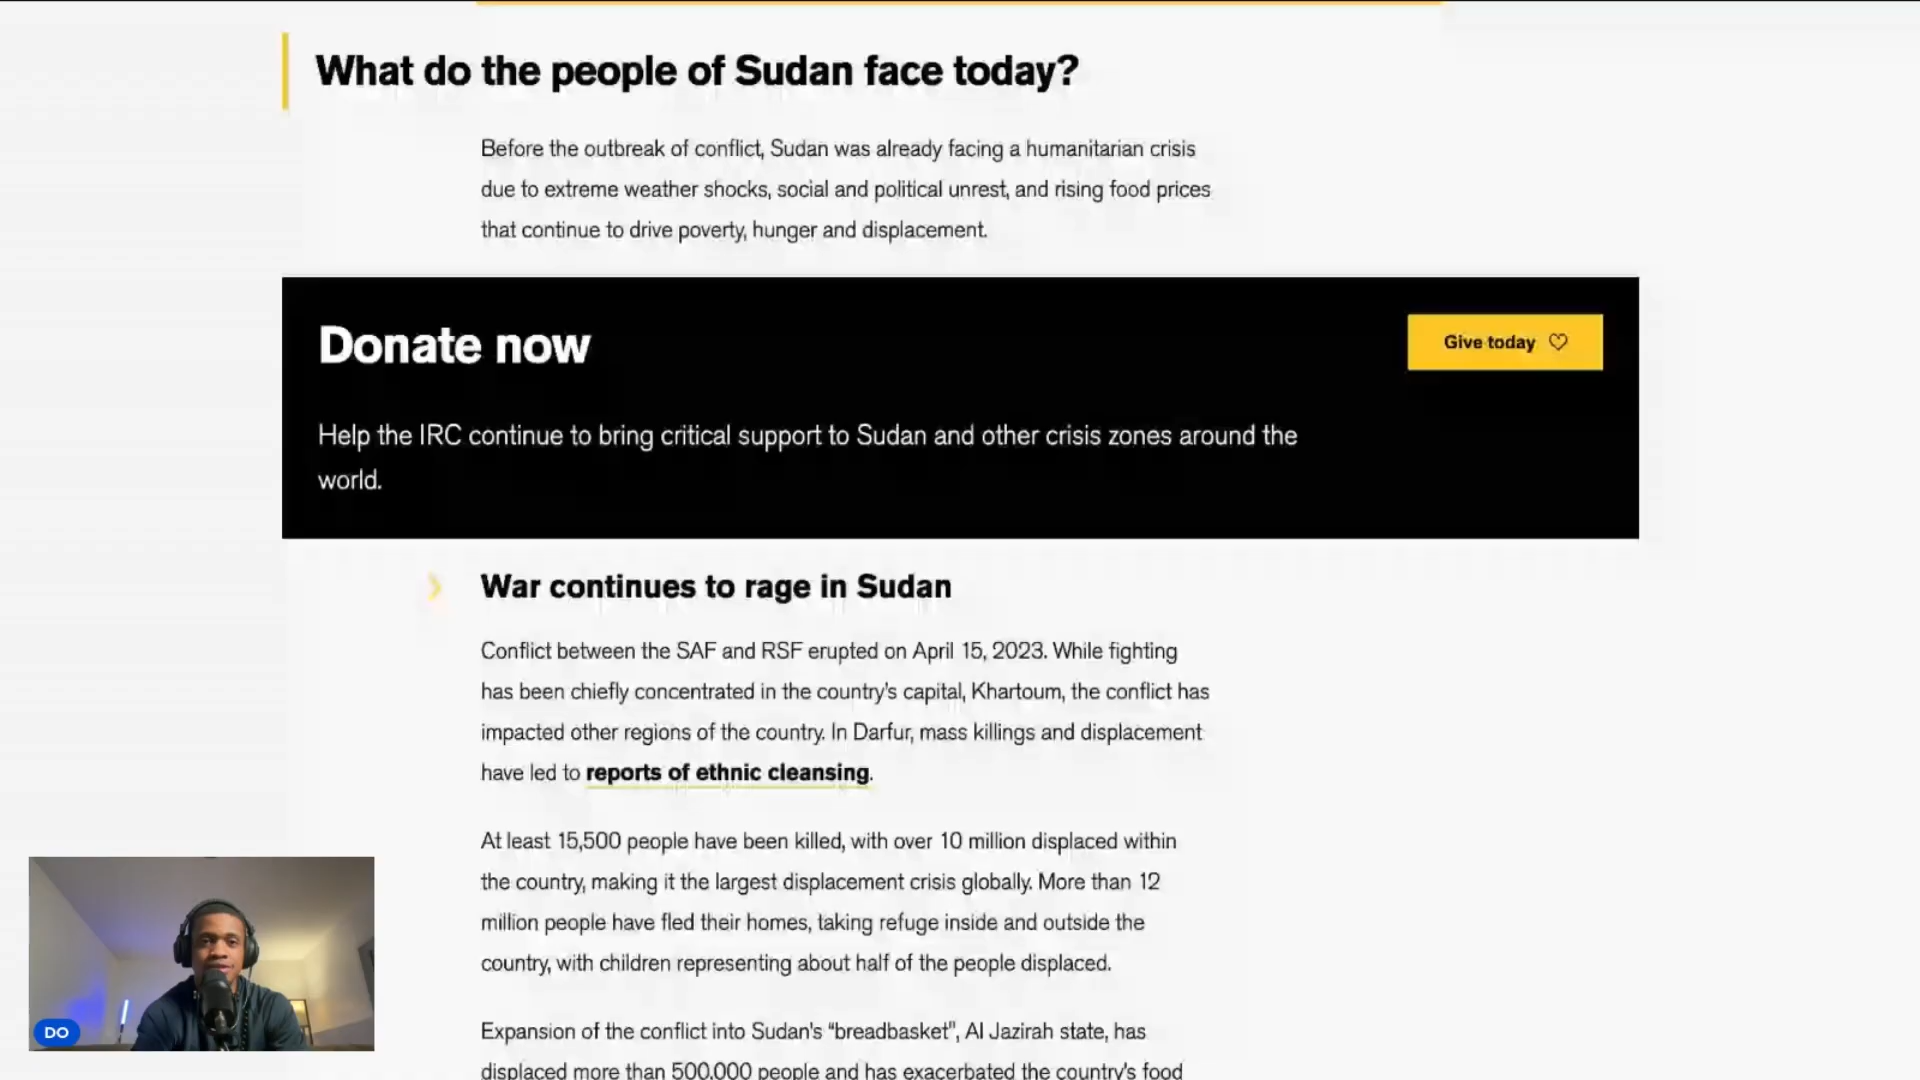 What do the people of Sudan face today?
Before the outbreak of conflict, Sudan was already facing a humanitarian crisis
due to extreme weather shocks, social and political unrest, and rising food prices
that continue to drive poverty, hunger and displacement.
Donate now
Give today
Help the IRC continue to bring critical support to Sudan and other crisis zones around the
world.
War continues to rage in Sudan
Conflict between the SAF and RSF erupted on April 15, 2023. While fighting
has been chiefly concentrated in the country's capital, Khartoum, the conflict has
impacted other regions of the country. In Darfur, mass killings and displacement
have led to reports of ethnic cleansing.
At least 15,500 people have been killed, with over 10 million displaced within
the country, making it the largest displacement crisis globally. More than 12
million people have fled their homes, taking refuge inside and outside the
country, with children representing about half of the people displaced.
Expansion of the conflict into Sudan's “breadbasket”, Al Jazirah state, has
displaced more than 500,000 people and has exacerbated the country's food
DO